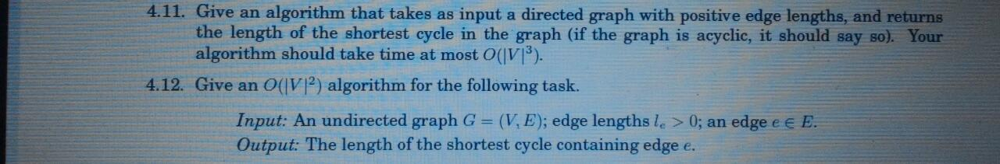 4.11. Give an algorithm that takes as input a directed graph with positive edge lengths, and returns
the length of the shortest cycle in the graph (if the graph is acyclic, it should say so). Your
algorithm should take time at most O(|V|³).
4.12. Give an O(|V|²) algorithm for the following task.
Input: An undirected graph G = (V, E); edge lengths lₑ > 0; an edge e ∈ E.
Output: The length of the shortest cycle containing edge e.